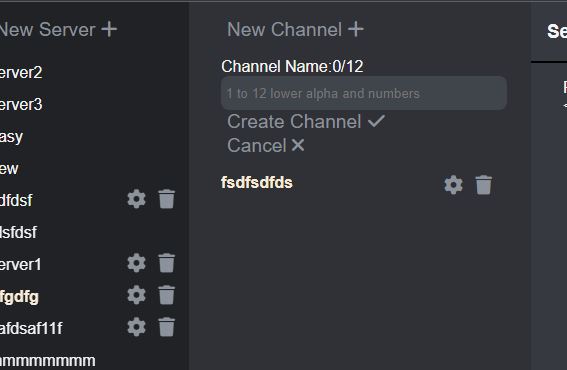 New Server
erver2
erver3
asy
ew
dfdsf
lsfdsf
erver1
fgdfg
afdsaf11f
nmmmmmmm
New Channel
Channel Name:0/12
1 to 12 lower alpha and numbers
Create Channel
Cancel
fsdfsdfds
Se